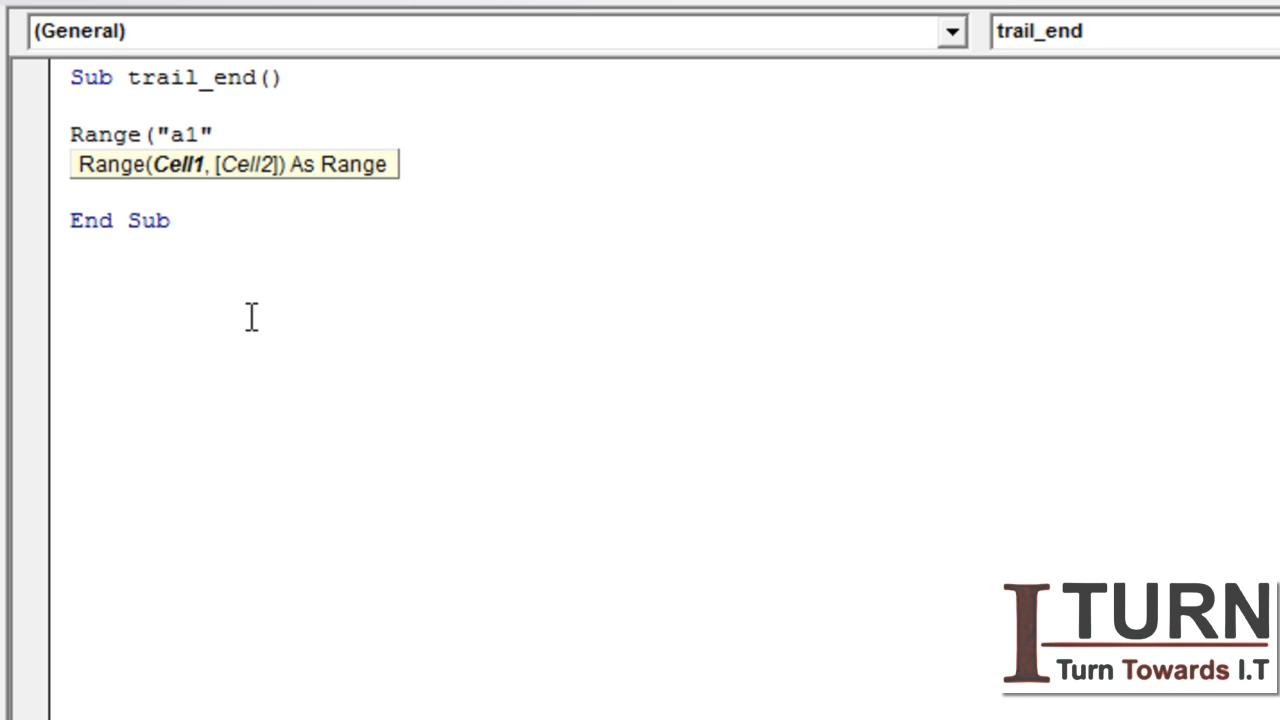 (General) trail_end
Sub trail_end()
Range("a1"
Range(Cell1, [Cell2]) As Range
End Sub
I TURN
Turn Towards I.T